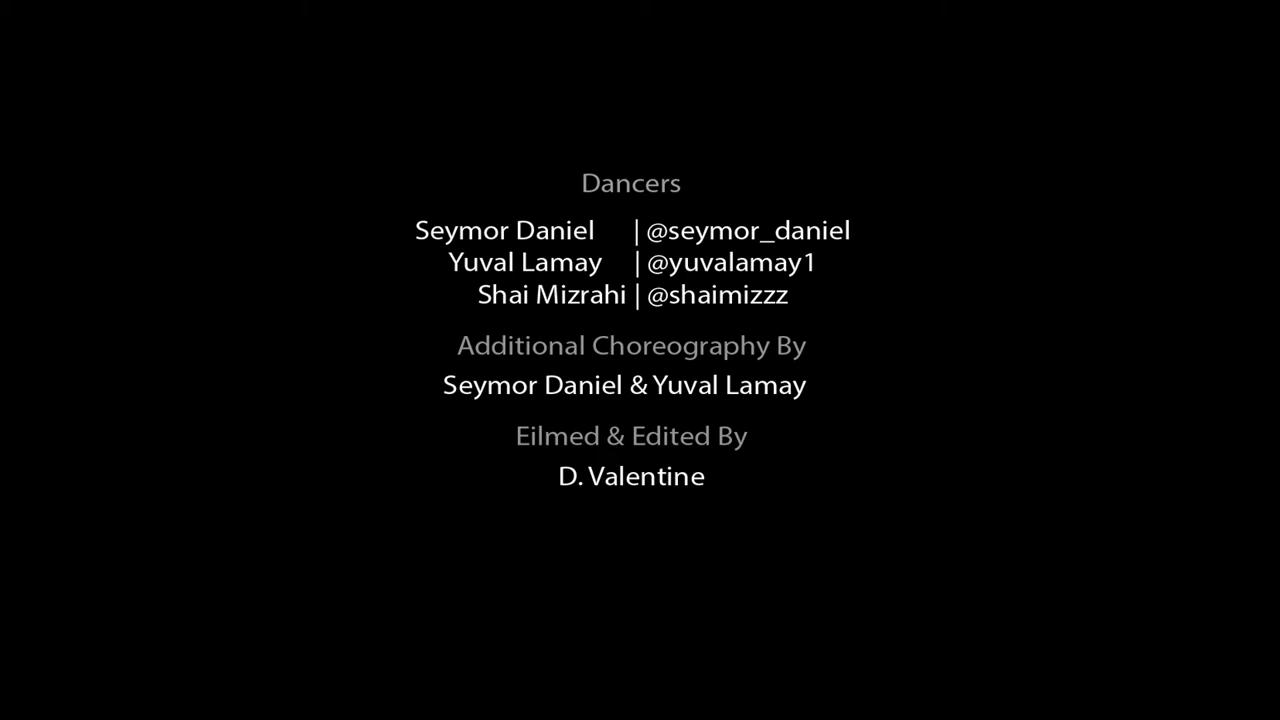 Dancers
Seymor Daniel | @seymor_daniel
Yuval Lamay | @yuvalamay1
Shai Mizrahi | @shaimizzz
Additional Choreography By
Seymor Daniel & Yuval Lamay
Eilmed & Edited By
D. Valentine